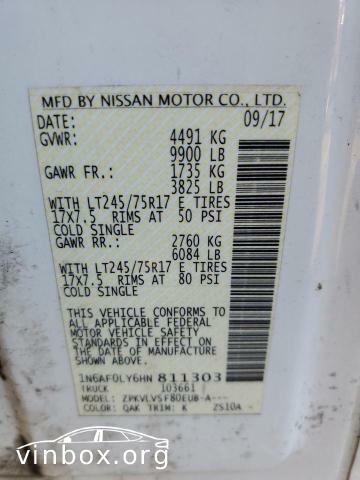 MFD BY NISSAN MOTOR CO., LTD.
DATE: 09/17
GVWR: 4491 KG
9900 LB
GAWR FR.: 1735 KG
3825 LB
WITH LT245/75R17 E TIRES
17X7.5 RIMS AT 50 PSI
COLD SINGLE
GAWR RR.: 2760 KG
6084 LB
WITH LT245/75R17 E TIRES
17X7.5 RIMS AT 80 PSI
COLD SINGLE
THIS VEHICLE CONFORMS TO
ALL APPLICABLE FEDERAL
MOTOR VEHICLE SAFETY
STANDARDS IN EFFECT ON
THE DATE OF MANUFACTURE
SHOWN ABOVE
1N6AF0LY6HN 811303
TRUCK 103661
MODEL: ZPKVLVSF80EUB-A---
COLOR: QAK TRIM: K ZS10A -
vinbox.org